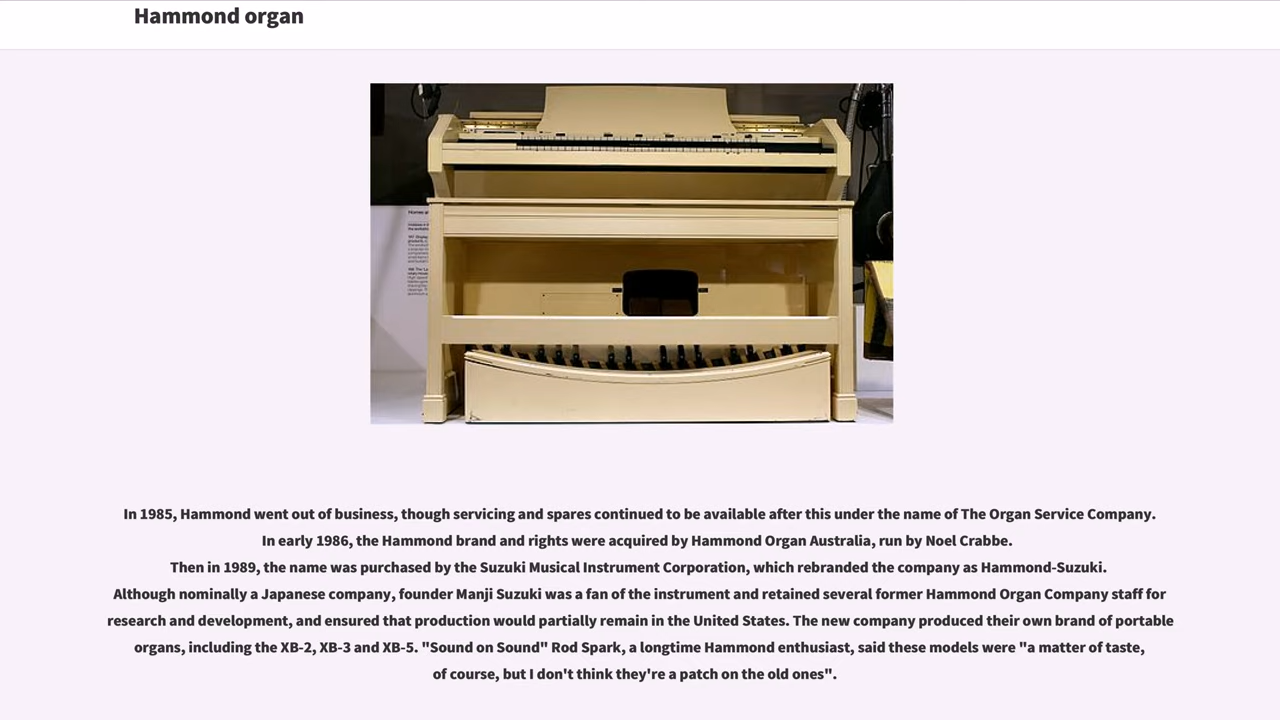 Hammond organ
In 1985, Hammond went out of business, though servicing and spares continued to be available after this under the name of The Organ Service Company.
In early 1986, the Hammond brand and rights were acquired by Hammond Organ Australia, run by Noel Crabbe.
Then in 1989, the name was purchased by the Suzuki Musical Instrument Corporation, which rebranded the company as Hammond-Suzuki.
Although nominally a Japanese company, founder Manji Suzuki was a fan of the instrument and retained several former Hammond Organ Company staff for
research and development, and ensured that production would partially remain in the United States. The new company produced their own brand of portable
organs, including the XB-2, XB-3 and XB-5. "Sound on Sound" Rod Spark, a longtime Hammond enthusiast, said these models were "a matter of taste,
of course, but I don't think they're a patch on the old ones".